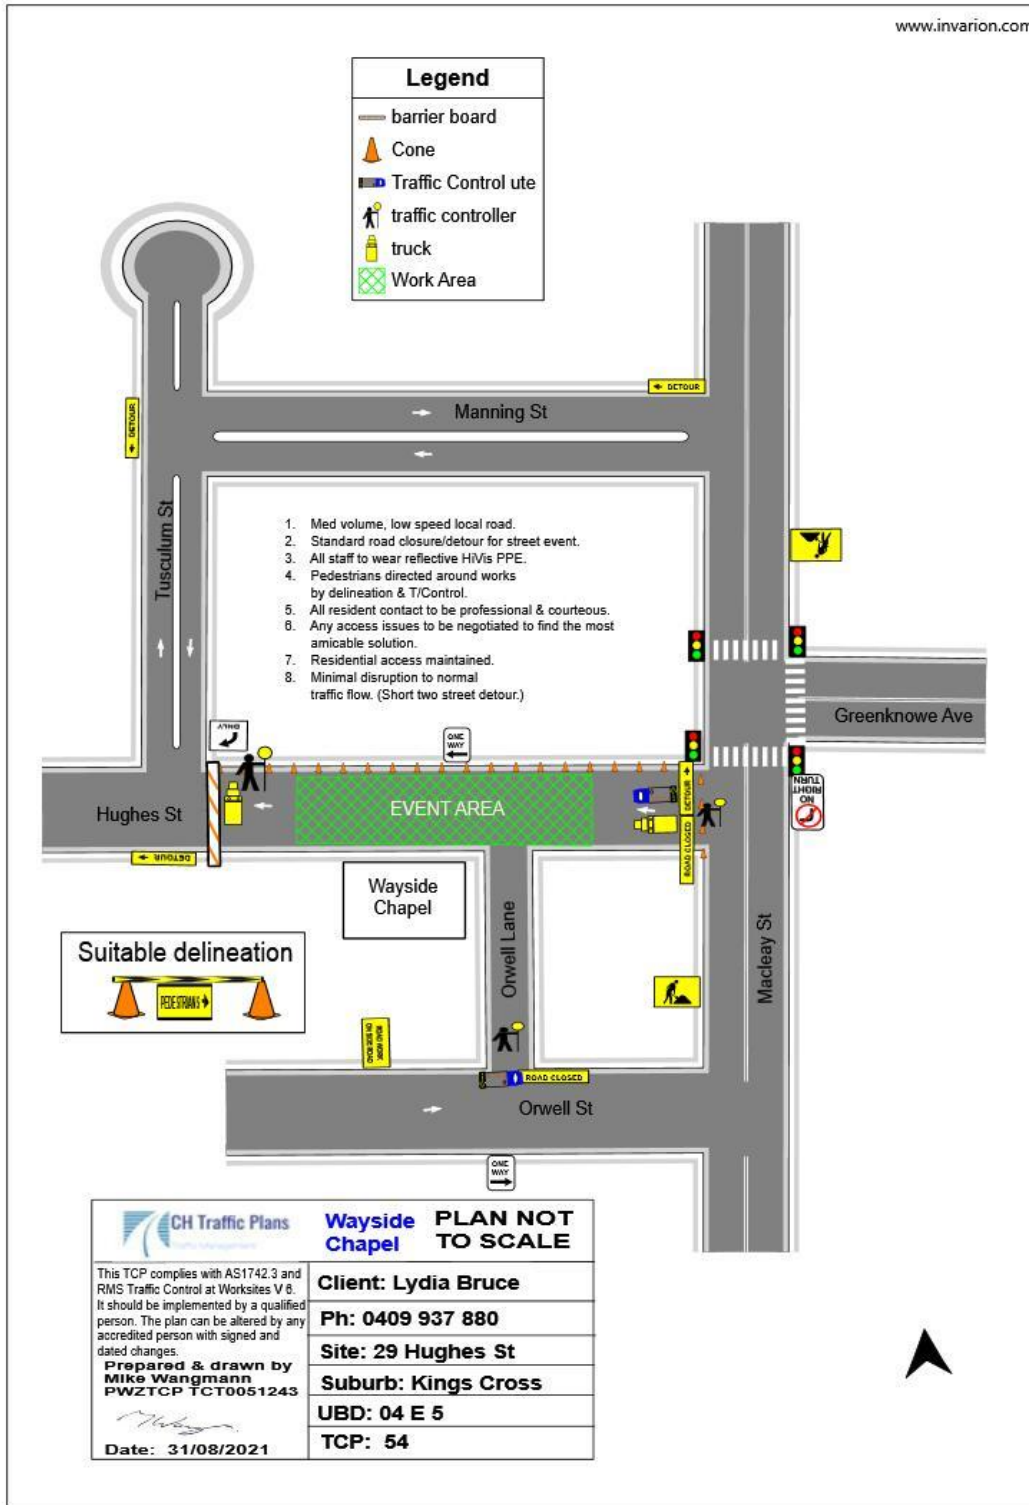 www.invarion.com
Legend
barrier board
Cone
Traffic Control ute
traffic controller
truck
Work Area
DETOUR
Manning St
DETOUR
Tusculum St
1. Med volume, low speed local road.
2. Standard road closure/detour for street event.
3. All staff to wear reflective HiVis PPE.
4. Pedestrians directed around works
by delineation & T/Control.
5. All resident contact to be professional & courteous.
6. Any access issues to be negotiated to find the most
amicable solution.
7. Residential access maintained.
8. Minimal disruption to normal
traffic flow. (Short two street detour.)
Greenknowe Ave
ONLY
ONE
WAY
DETOUR
NO
RIGHT
TURN
Hughes St
EVENT AREA
ROAD CLOSED
DETOUR
Wayside
Chapel
Orwell Lane
Macleay St
Suitable delineation
PEDESTRIANS
ROAD WORK
ON SIDE ROAD
ROAD CLOSED
Orwell St
ONE
WAY
CH Traffic Plans
Traffic Management
Wayside
Chapel
PLAN NOT
TO SCALE
This TCP complies with AS1742.3 and
RMS Traffic Control at Worksites V 6.
It should be implemented by a qualified
person. The plan can be altered by any
accredited person with signed and
dated changes.
Prepared & drawn by
Mike Wangmann
PWZTCP TCT0051243
Date: 31/08/2021
Client: Lydia Bruce
Ph: 0409 937 880
Site: 29 Hughes St
Suburb: Kings Cross
UBD: 04 E 5
TCP: 54